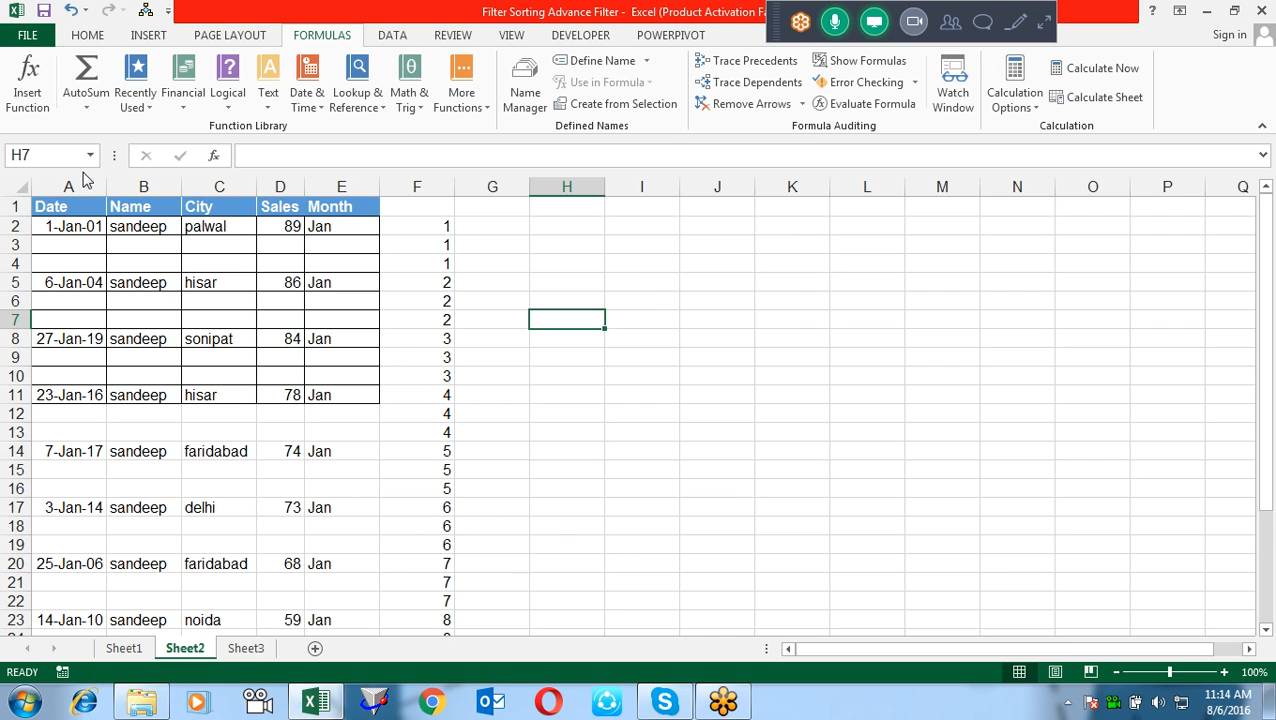 Filter Sorting Advance Filter - Excel (Product Activation Fa
FILE HOME INSERT PAGE LAYOUT FORMULAS DATA REVIEW VIEW DEVELOPER POWERPIVOT Sign in
Insert Function
AutoSum
Recently Used
Financial
Logical
Text
Date & Time
Lookup & Reference
Math & Trig
More Functions
Function Library
Name Manager
Define Name
Use in Formula
Create from Selection
Defined Names
Trace Precedents
Trace Dependents
Remove Arrows
Show Formulas
Error Checking
Evaluate Formula
Formula Auditing
Watch Window
Calculation Options
Calculate Now
Calculate Sheet
Calculation
H7 fx
A B C D E F G H I J K L M N O P Q
1 Date Name City Sales Month
2 1-Jan-01 sandeep palwal 89 Jan 1
3 1
4 1
5 6-Jan-04 sandeep hisar 86 Jan 2
6 2
7 2
8 27-Jan-19 sandeep sonipat 84 Jan 3
9 3
10 3
11 23-Jan-16 sandeep hisar 78 Jan 4
12 4
13 4
14 7-Jan-17 sandeep faridabad 74 Jan 5
15 5
16 5
17 3-Jan-14 sandeep delhi 73 Jan 6
18 6
19 6
20 25-Jan-06 sandeep faridabad 68 Jan 7
21 7
22 7
23 14-Jan-10 sandeep noida 59 Jan 8
Sheet1 Sheet2 Sheet3
READY 100%
11:14 AM
8/6/2016